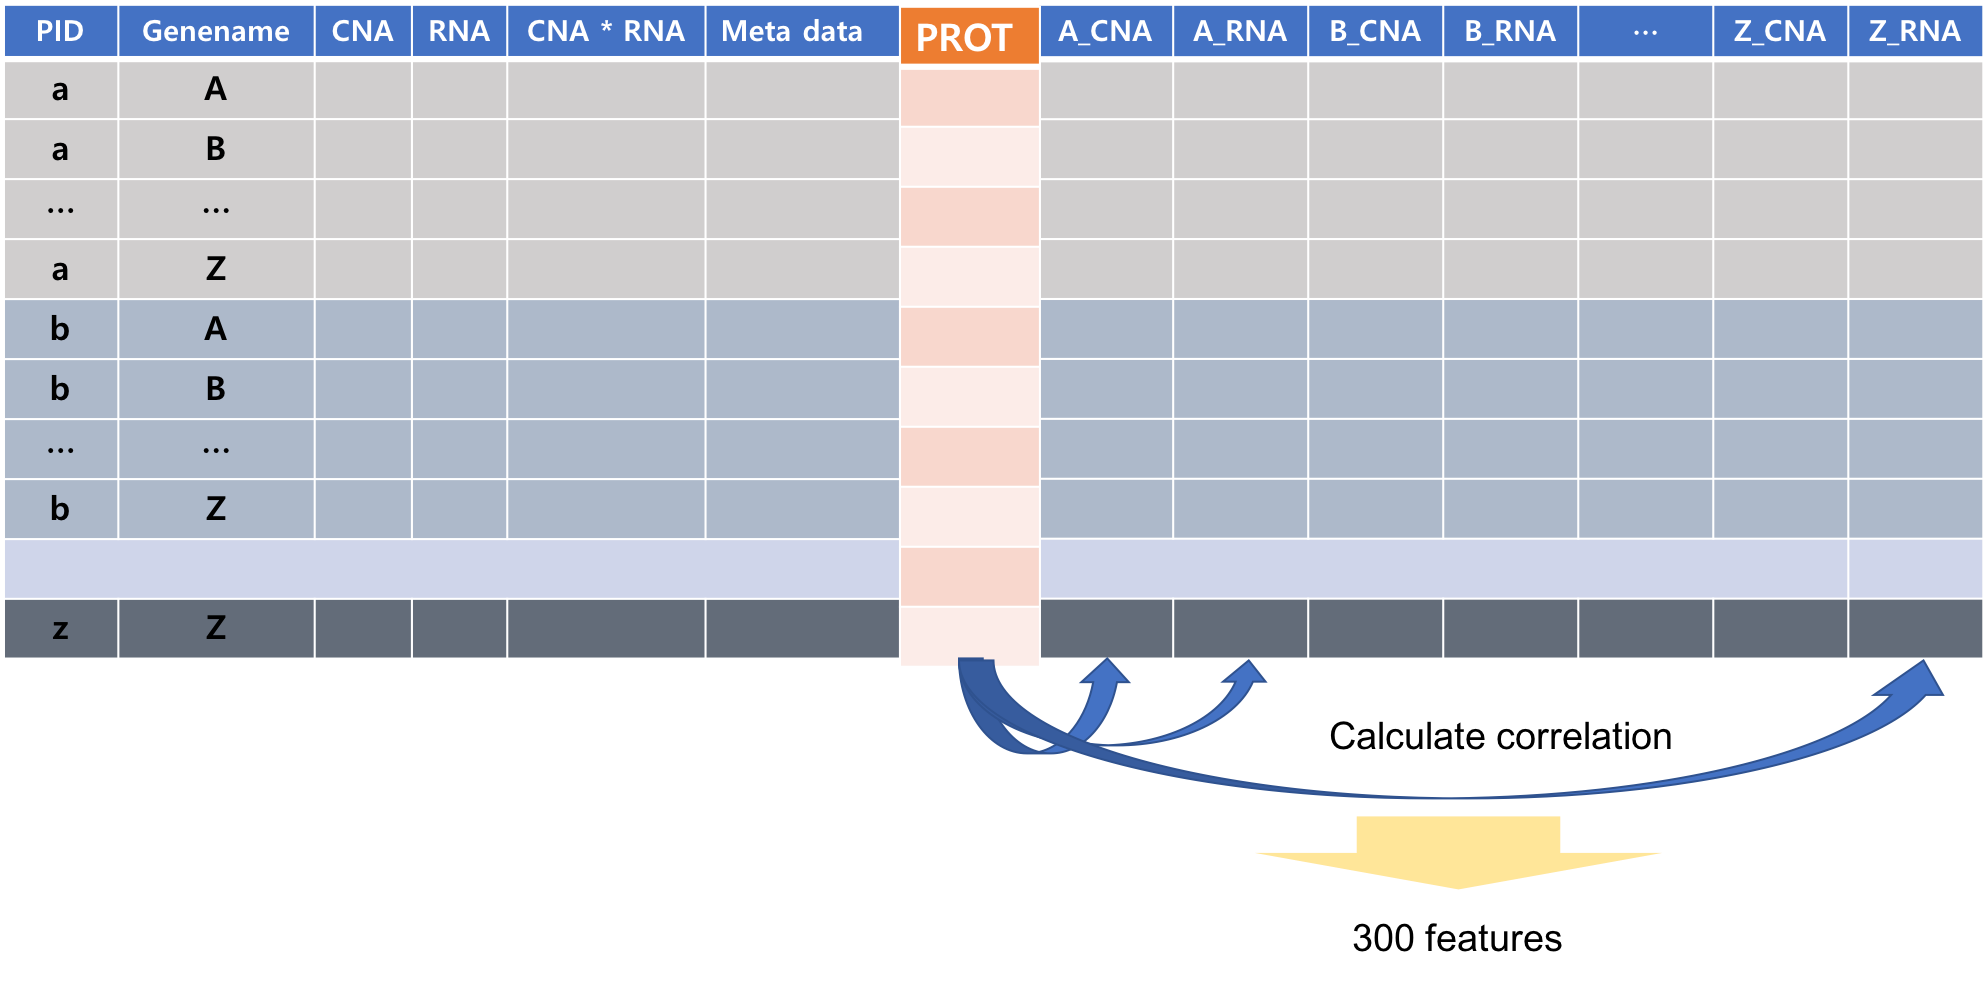 PID Genename CNA RNA CNA * RNA Meta data PROT A_CNA A_RNA B_CNA B_RNA ... Z_CNA Z_RNA
a A
a B
... ...
a Z
b A
b B
... ...
b Z
z Z
Calculate correlation
300 features